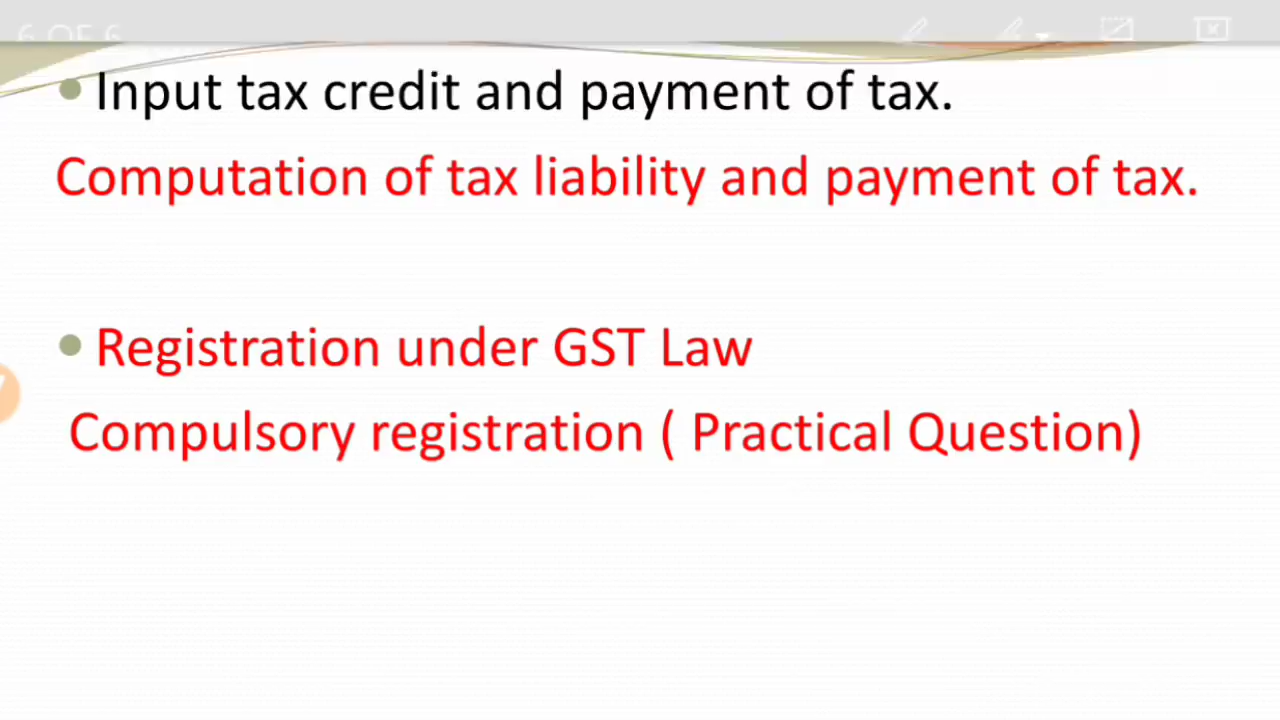 6 OF 6
• Input tax credit and payment of tax.
Computation of tax liability and payment of tax.
• Registration under GST Law
Compulsory registration ( Practical Question)